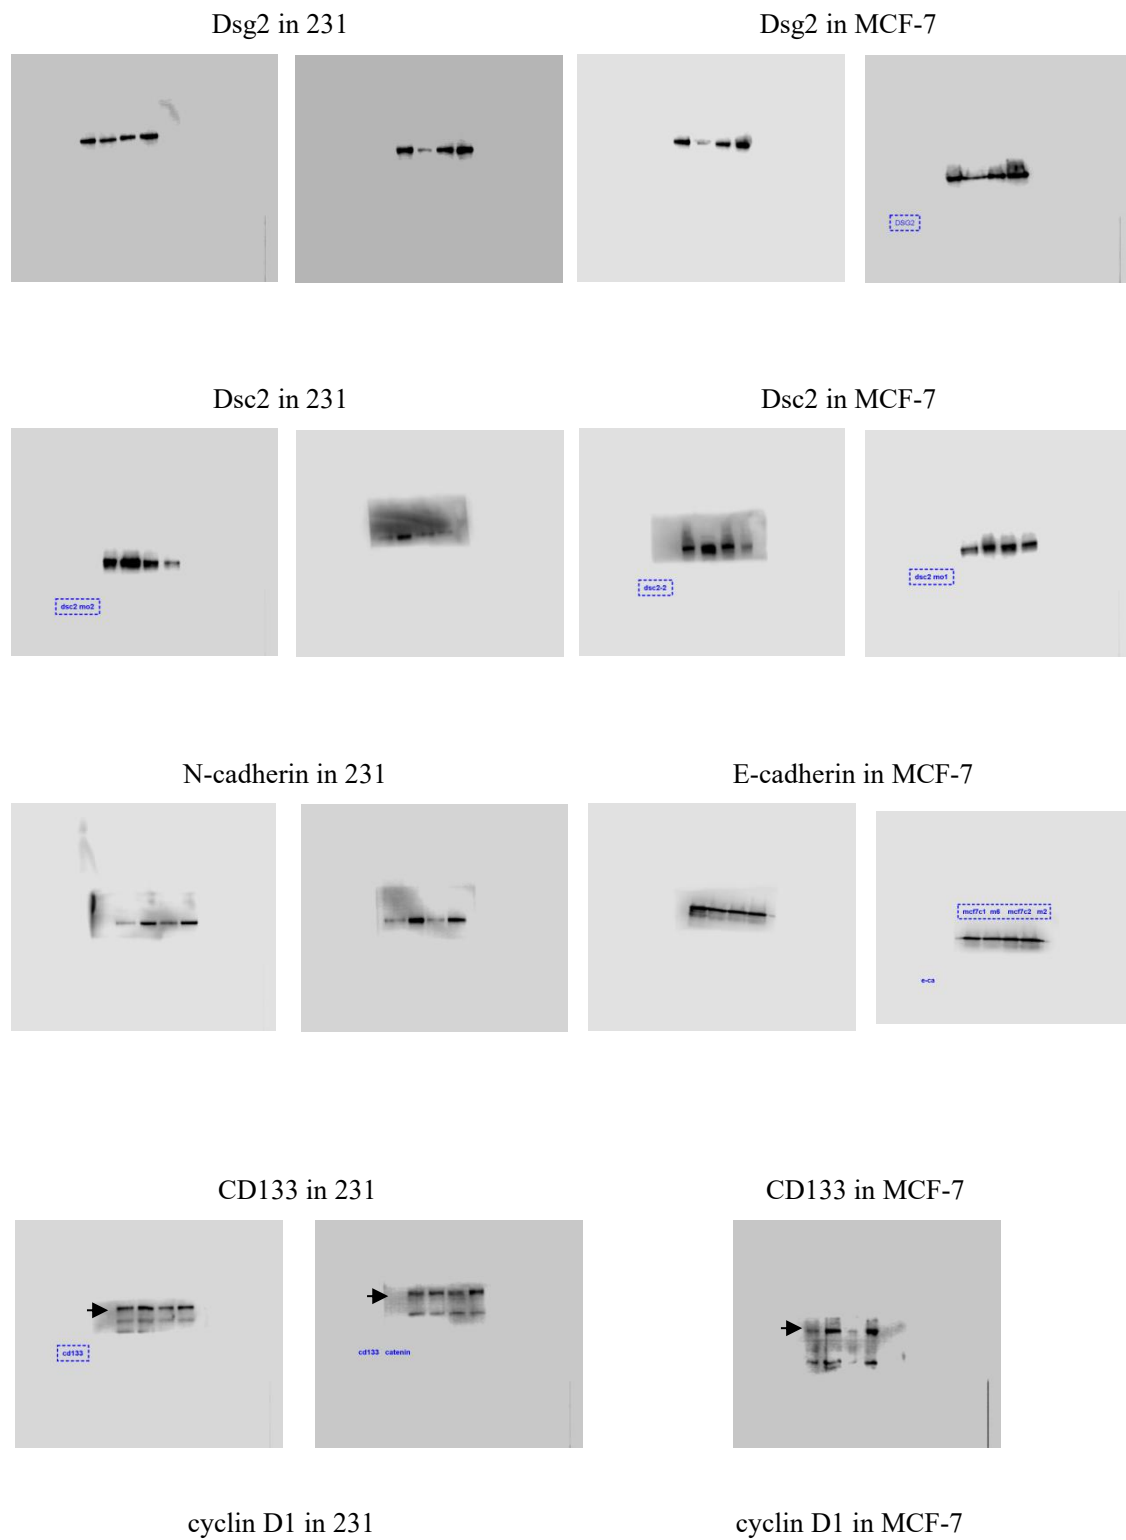 Dsg2 in 231
Dsg2 in MCF-7
DSG2
Dsc2 in 231
Dsc2 in MCF-7
dsc2 mo2
dsc2-2
dsc2 mo1
N-cadherin in 231
E-cadherin in MCF-7
mcf7c1 m6 mcf7c2 m2
e-ca
CD133 in 231
CD133 in MCF-7
cd133
cd133 catenin
cyclin D1 in 231
cyclin D1 in MCF-7